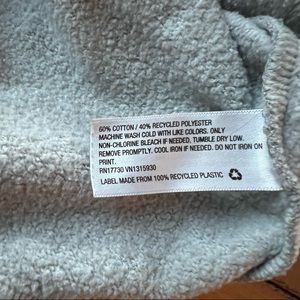 60% COTTON / 40% RECYCLED POLYESTER
MACHINE WASH COLD WITH LIKE COLORS. ONLY
NON-CHLORINE BLEACH IF NEEDED. TUMBLE DRY LOW.
REMOVE PROMPTLY. COOL IRON IF NEEDED. DO NOT IRON ON
PRINT.
RN17730 VN1315930
LABEL MADE FROM 100% RECYCLED PLASTIC